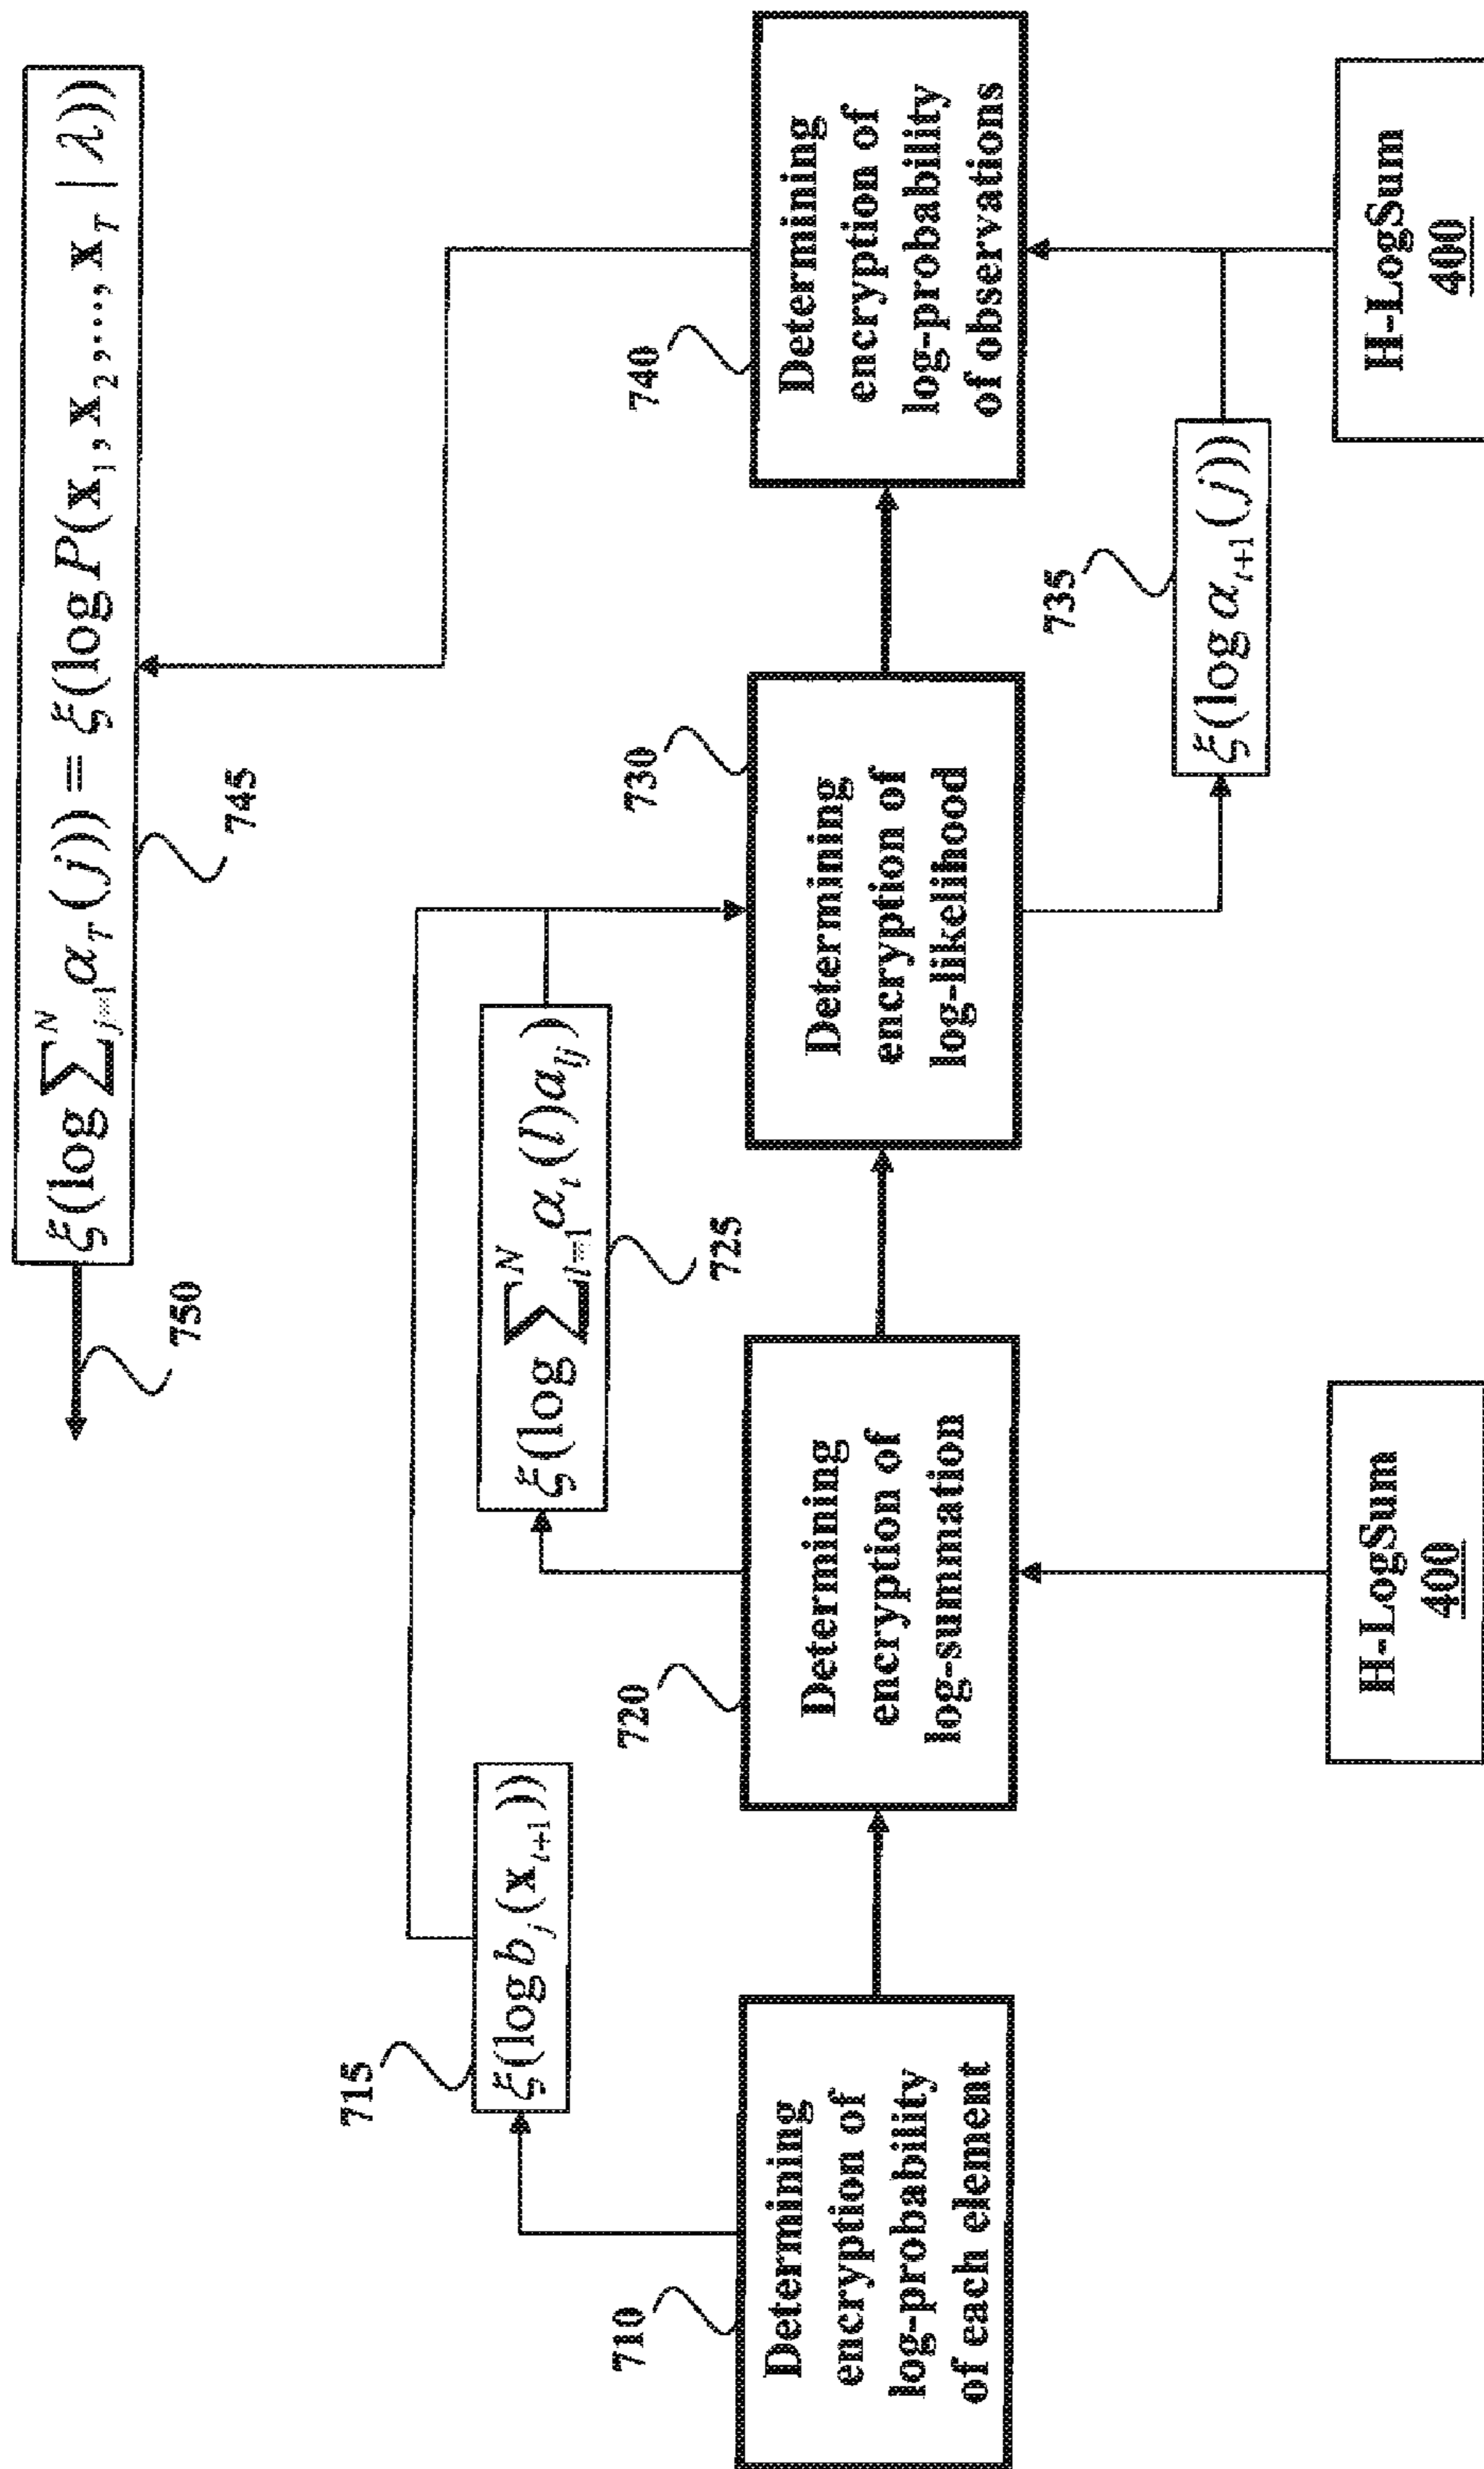 ξ(log ∑_{j=1}^{N} α_T(j)) = ξ(log P(x_1, x_2, ..., x_T | λ))
750
745
715
ξ(log b_j(x_{t+1}))
ξ(log ∑_{l=1}^{N} α_t(l)a_{lj})
725
710
Determining
encryption of
log-probability
of each element
720
Determining
encryption of
log-summation
730
Determining
encryption of
log-likelihood
740
Determining
encryption of
log-probability
of observations
735
ξ(log α_{t+1}(j))
H-LogSum
400
H-LogSum
400